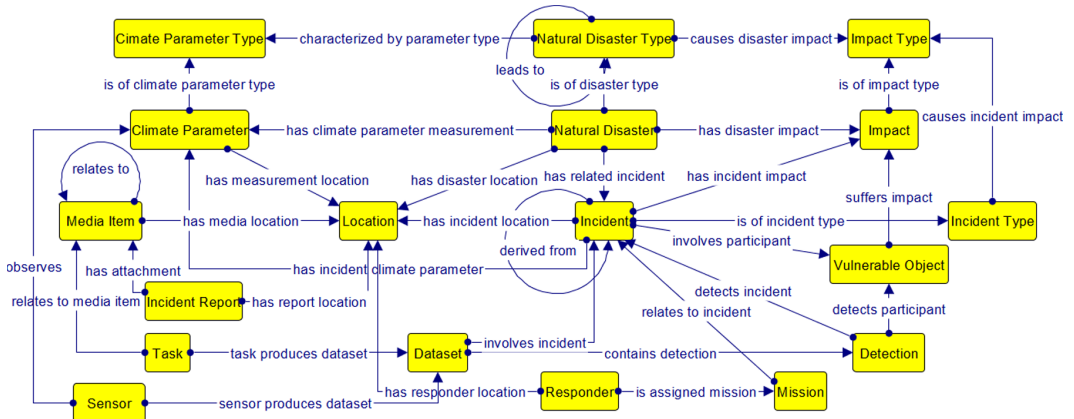 Cimate Parameter Type
characterized by parameter type
Natural Disaster Type
causes disaster impact
Impact Type
leads to
is of climate parameter type
is of disaster type
is of impact type
causes incident impact
Climate Parameter
has climate parameter measurement
Natural Disaster
has disaster impact
Impact
relates to
has measurement location
has disaster location
has related incident
has incident impact
suffers impact
Media Item
has media location
Location
has incident location
Incident
is of incident type
Incident Type
derived from
involves participant
observes
has attachment
has incident climate parameter
Vulnerable Object
relates to media item
Incident Report
has report location
detects incident
relates to incident
detects participant
Task
task produces dataset
Dataset
involves incident
contains detection
Detection
Sensor
sensor produces dataset
has responder location
Responder
is assigned mission
Mission